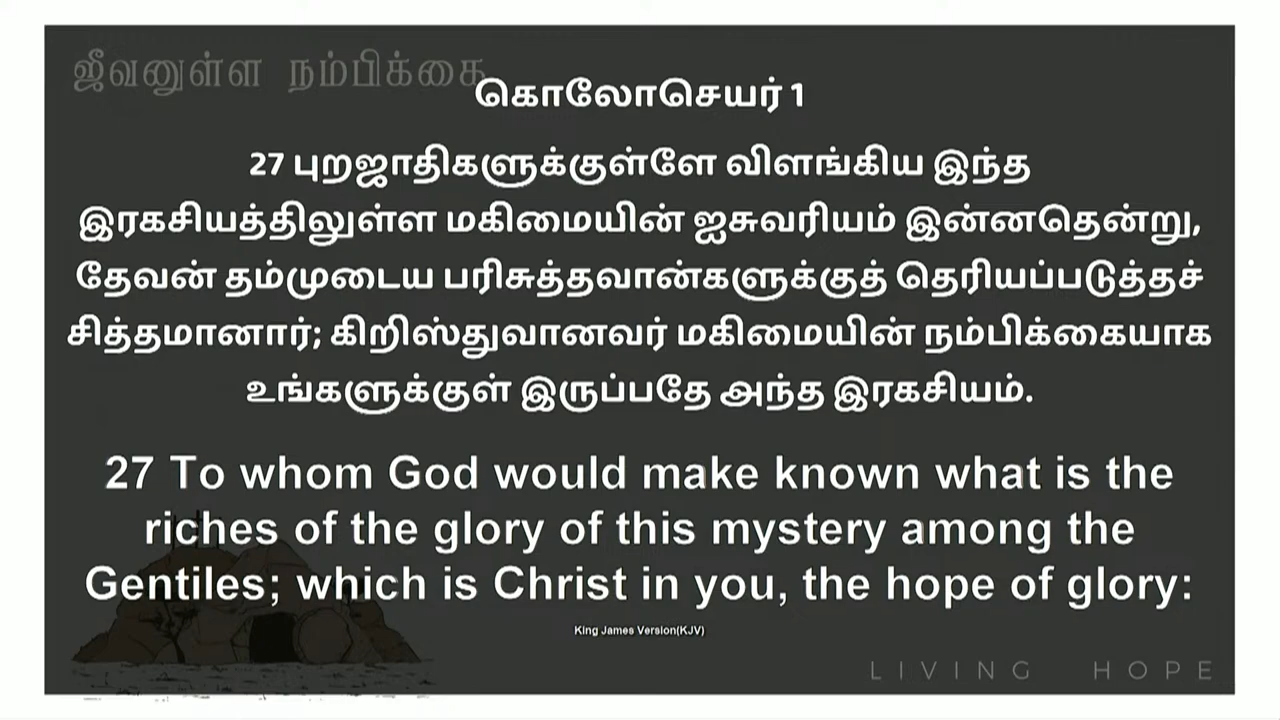 ஜீவனுள்ள நம்பிக்கை
கொலோசெயர் 1
27 புறஜாதிகளுக்குள்ளே விளங்கிய இந்த
இரகசியத்திலுள்ள மகிமையின் ஐசுவரியம் இன்னதென்று,
தேவன் தம்முடைய பரிசுத்தவான்களுக்குத் தெரியப்படுத்தச்
சித்தமானார்; கிறிஸ்துவானவர் மகிமையின் நம்பிக்கையாக
உங்களுக்குள் இருப்பதே அந்த இரகசியம்.
27 To whom God would make known what is the
riches of the glory of this mystery among the
Gentiles; which is Christ in you, the hope of glory:
King James Version(KJV)
LIVING HOPE